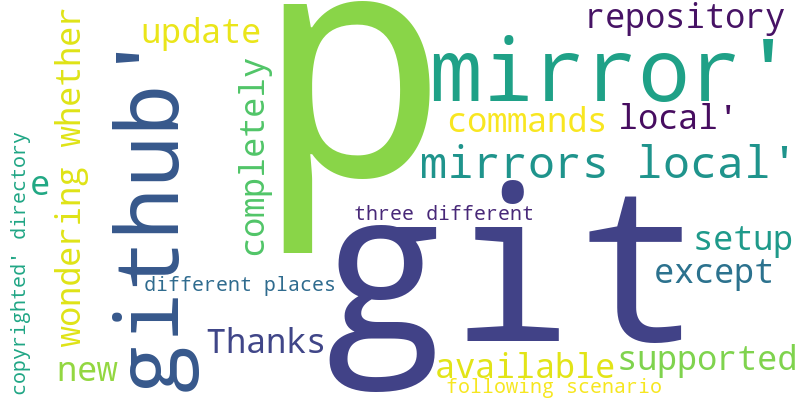 p
git
github'
mirror'
mirrors local'
repository
update
commands
local'
completely
wondering whether
copyrighted' directory
e
three different
different places
setup
except
Thanks
new
available
supported
following scenario